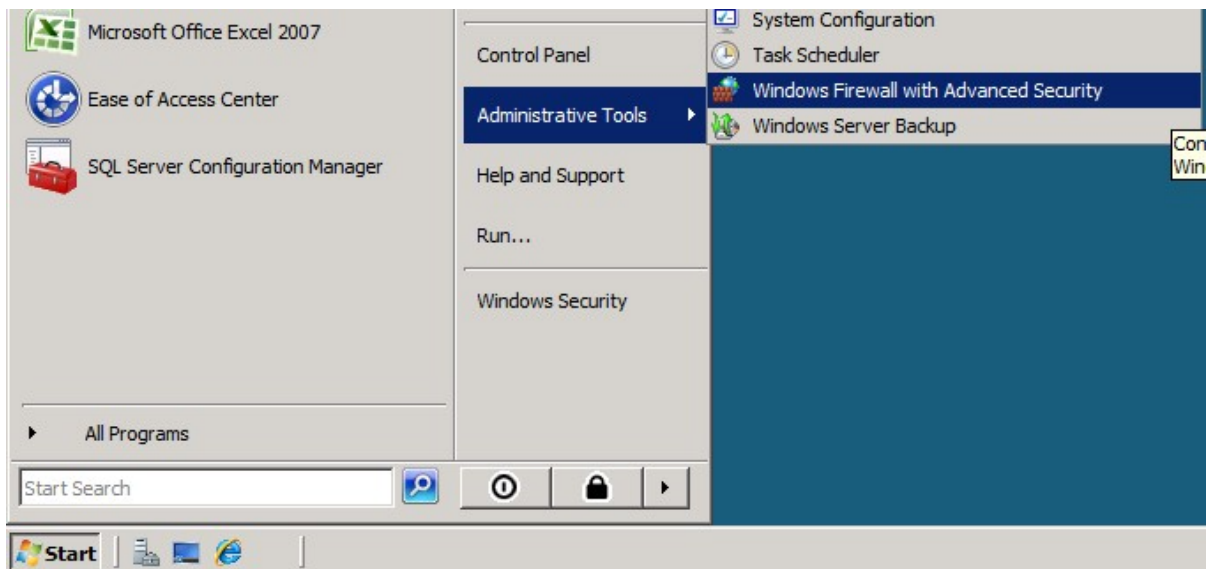 Microsoft Office Excel 2007
Ease of Access Center
SQL Server Configuration Manager
All Programs
Start Search
Control Panel
Administrative Tools
Help and Support
Run...
Windows Security
System Configuration
Task Scheduler
Windows Firewall with Advanced Security
Windows Server Backup
Con
Win
Start